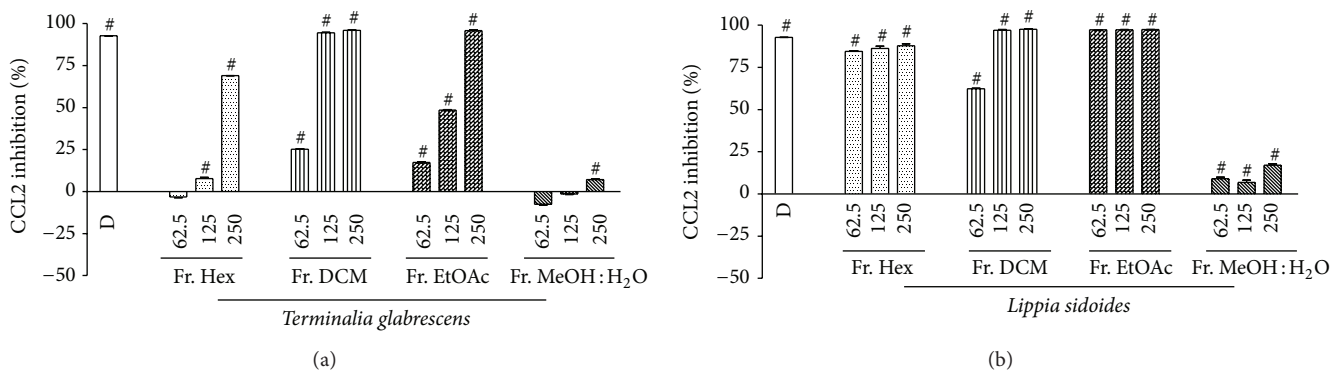 CCL2 inhibition (%)
100
75
50
25
0
−25
−50
# # # # # # # # # #
D 62.5 125 250 62.5 125 250 62.5 125 250 62.5 125 250
Fr. Hex Fr. DCM Fr. EtOAc Fr. MeOH : H2O
Terminalia glabrescens
(a)
CCL2 inhibition (%)
100
75
50
25
0
−25
−50
# # # # # # # # # # # # #
D 62.5 125 250 62.5 125 250 62.5 125 250 62.5 125 250
Fr. Hex Fr. DCM Fr. EtOAc Fr. MeOH : H2O
Lippia sidoides
(b)